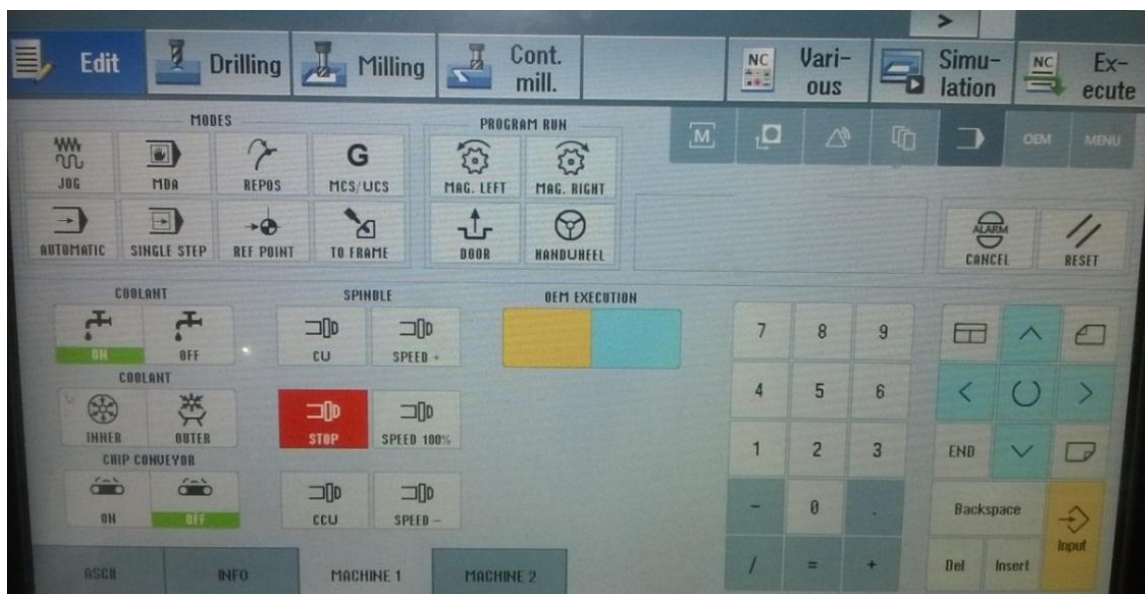 >
Edit Drilling Milling Cont. mill. NC Vari- ous Simu- lation NC Ex- ecute
MODES PROGRAM RUN
M OEM MENU
JOG MDA REPOS G MCS/WCS MAG. LEFT MAG. RIGHT
AUTOMATIC SINGLE STEP REF POINT TO FRAME DOOR HANDWHEEL ALARM CANCEL RESET
COOLANT SPINDLE OEM EXECUTION
ON OFF CW SPEED + 7 8 9
COOLANT
INNER OUTER STOP SPEED 100% 4 5 6 < >
CHIP CONVEYOR 1 2 3 END
ON OFF CCW SPEED - - 0 . Backspace Input
ASCII INFO MACHINE 1 MACHINE 2 / = + Del Insert